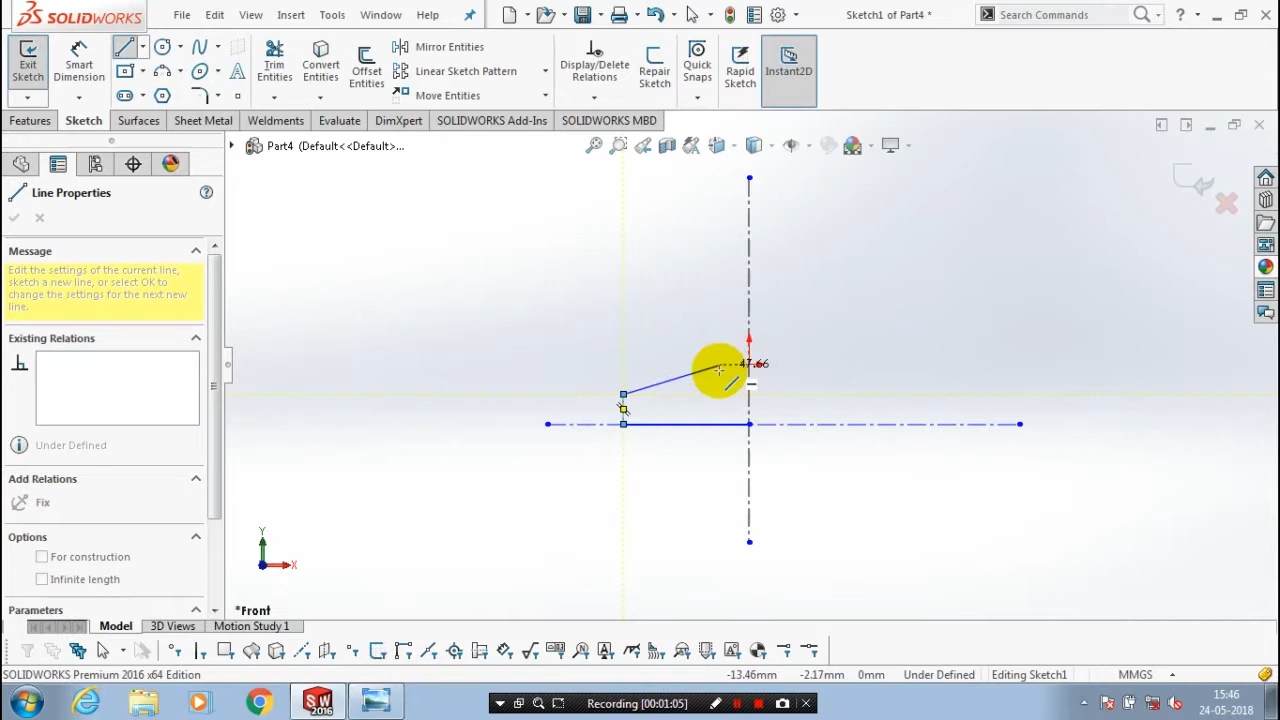 SOLIDWORKS
File Edit View Insert Tools Window Help
Sketch1 of Part4 *
Search Commands
?
Exit Sketch
Smart Dimension
Trim Entities
Convert Entities
Offset Entities
Mirror Entities
Linear Sketch Pattern
Move Entities
Display/Delete Relations
Repair Sketch
Quick Snaps
Rapid Sketch
Instant2D
Features Sketch Surfaces Sheet Metal Weldments Evaluate DimXpert SOLIDWORKS Add-Ins SOLIDWORKS MBD
Part4 (Default<<Default>...
Line Properties
Message
Edit the settings of the current line,
sketch a new line, or select OK to
change the settings for the next new
line.
Existing Relations
Under Defined
Add Relations
Fix
Options
For construction
Infinite length
Parameters
47.66
Y
X
*Front
Model 3D Views Motion Study 1
SOLIDWORKS Premium 2016 x64 Edition
-13.46mm -2.17mm 0mm Under Defined Editing Sketch1 MMGS
SW
2016
Recording [00:01:05]
15:46
24-05-2018